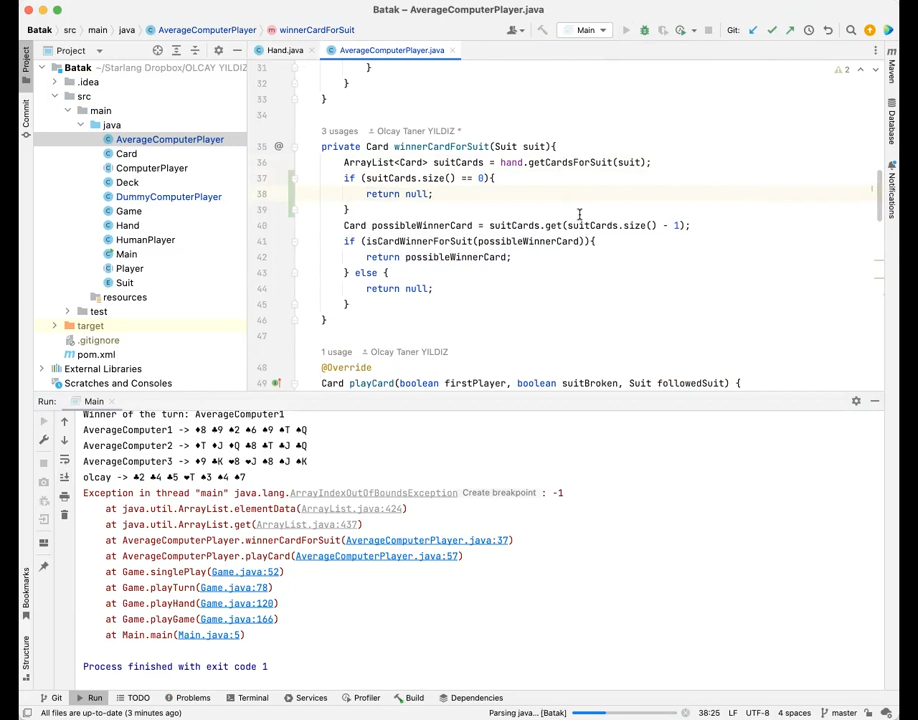 Batak – AverageComputerPlayer.java
Batak src main java AverageComputerPlayer winnerCardForSuit Main Git:
Project Hand.java AverageComputerPlayer.java
Batak ~/Starlang Dropbox/OLCAY YILDIZ
.idea
src
main
java
AverageComputerPlayer
Card
ComputerPlayer
Deck
DummyComputerPlayer
Game
Hand
HumanPlayer
Main
Player
Suit
resources
test
target
.gitignore
pom.xml
External Libraries
Scratches and Consoles
31 }
32 }
33 }
34
3 usages Olcay Taner YILDIZ *
35 private Card winnerCardForSuit(Suit suit){
36 ArrayList<Card> suitCards = hand.getCardsForSuit(suit);
37 if (suitCards.size() == 0){
38 return null;
39 }
40 Card possibleWinnerCard = suitCards.get(suitCards.size() - 1);
41 if (isCardWinnerForSuit(possibleWinnerCard)){
42 return possibleWinnerCard;
43 } else {
44 return null;
45 }
46 }
47
1 usage Olcay Taner YILDIZ
48 @Override
49 Card playCard(boolean firstPlayer, boolean suitBroken, Suit followedSuit) {
2
Project
Commit
Bookmarks
Structure
Maven
Database
Notifications
Run: Main
Winner of the turn: AverageComputer1
AverageComputer1 -> ♦8 ♣9 ♠2 ♠6 ♠9 ♠T ♠Q
AverageComputer2 -> ♦T ♦J ♦Q ♣8 ♣T ♣J ♣Q
AverageComputer3 -> ♦9 ♣K ♥8 ♥J ♠8 ♠J ♠K
olcay -> ♣2 ♣4 ♣5 ♥T ♠3 ♠4 ♠7
Exception in thread "main" java.lang.ArrayIndexOutOfBoundsException Create breakpoint : -1
at java.util.ArrayList.elementData(ArrayList.java:424)
at java.util.ArrayList.get(ArrayList.java:437)
at AverageComputerPlayer.winnerCardForSuit(AverageComputerPlayer.java:37)
at AverageComputerPlayer.playCard(AverageComputerPlayer.java:57)
at Game.singlePlay(Game.java:52)
at Game.playTurn(Game.java:78)
at Game.playHand(Game.java:120)
at Game.playGame(Game.java:166)
at Main.main(Main.java:5)
Process finished with exit code 1
Git Run TODO Problems Terminal Services Profiler Build Dependencies
All files are up-to-date (3 minutes ago) Parsing java... [Batak] 38:25 LF UTF-8 4 spaces master